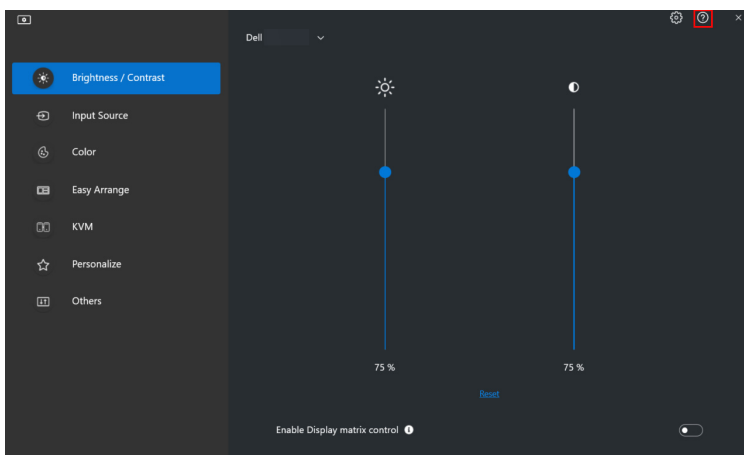 Dell
Brightness / Contrast
Input Source
Color
Easy Arrange
KVM
Personalize
Others
75 %
75 %
Reset
Enable Display matrix control